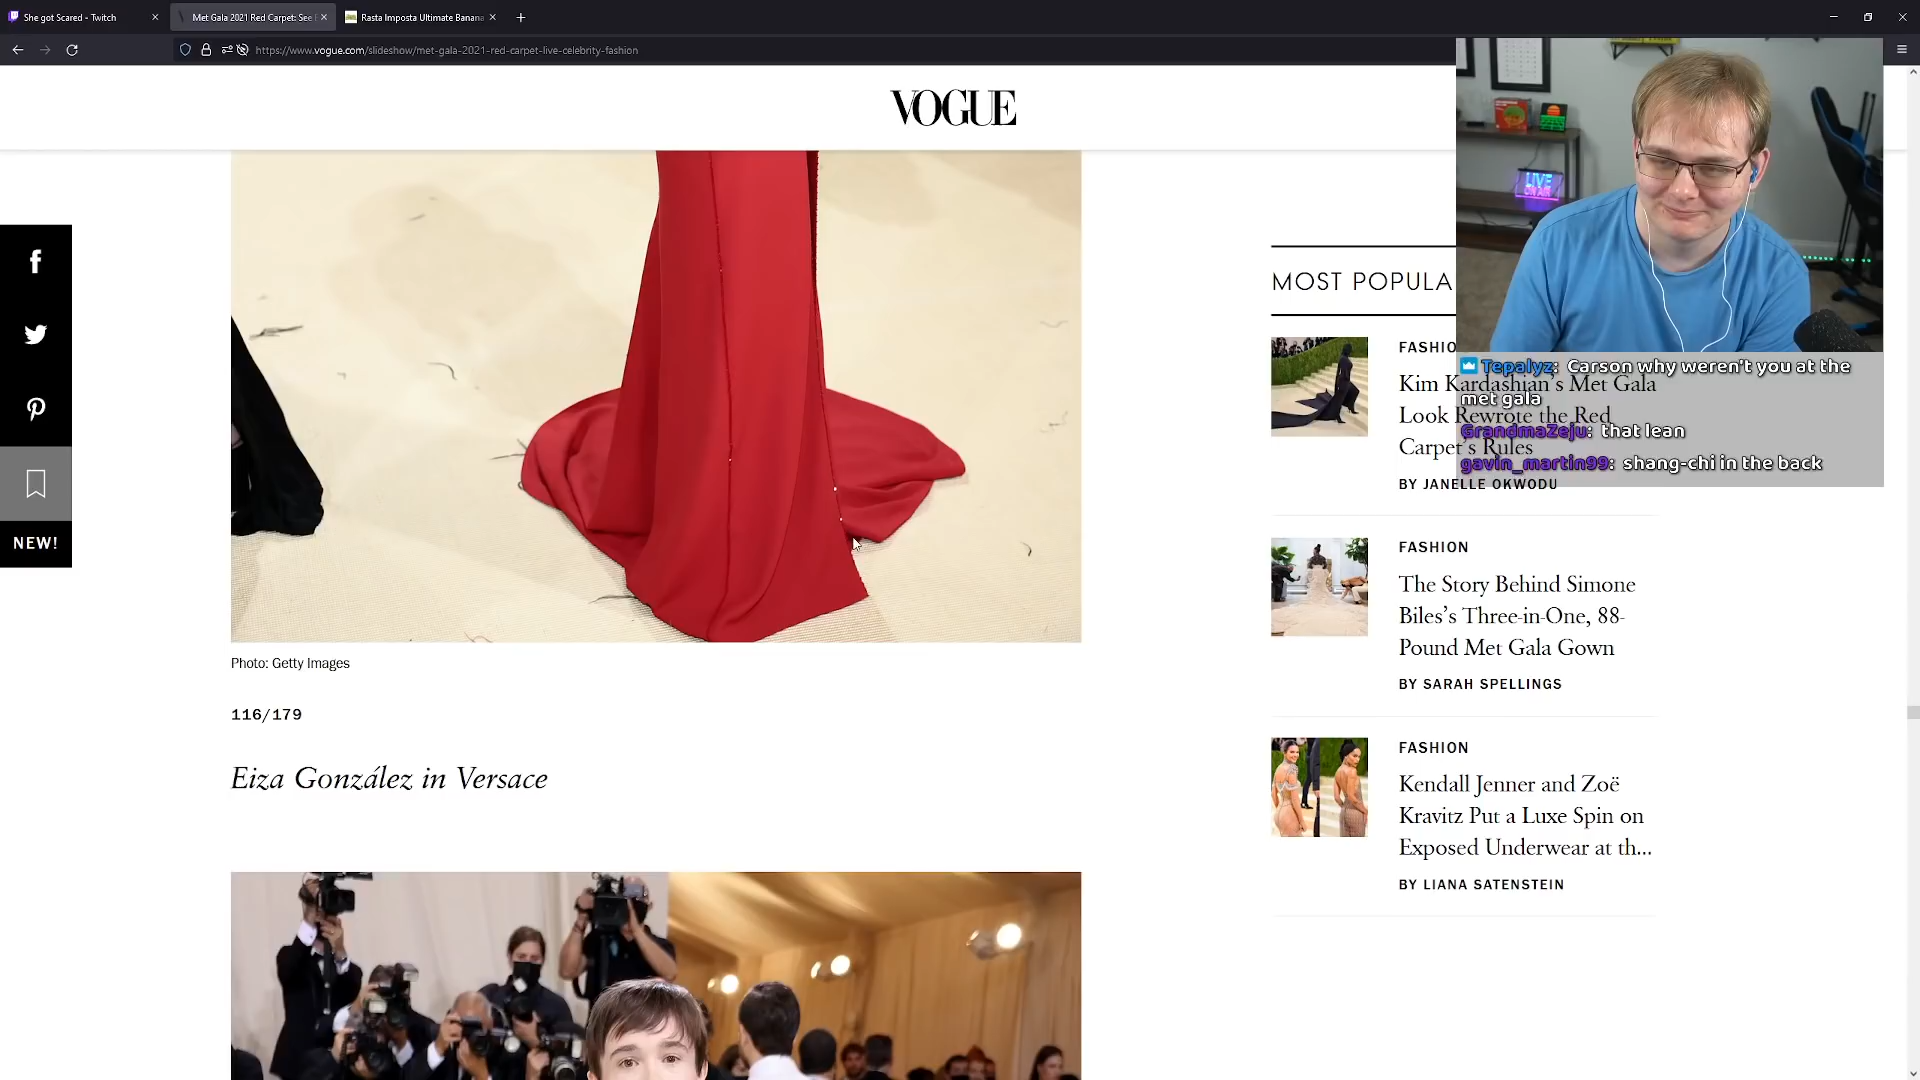 She got Scared - Twitch
Met Gala 2021 Red Carpet: See
Rasta Imposta Ultimate Banana
https://www.vogue.com/slideshow/met-gala-2021-red-carpet-live-celebrity-fashion
VOGUE
NEW!
Photo: Getty Images
116/179
Eiza González in Versace
LIVE
MOST POPULA
FASHIO
Kim Kardashian's Met Gala
Look Rewrote the Red
Carpet's Rules
BY JANELLE OKWODU
Tepalyz: Carson why weren't you at the
met gala
GrandmaZeju: that lean
gavin_martin99: shang-chi in the back
FASHION
The Story Behind Simone
Biles's Three-in-One, 88-
Pound Met Gala Gown
BY SARAH SPELLINGS
FASHION
Kendall Jenner and Zoë
Kravitz Put a Luxe Spin on
Exposed Underwear at th...
BY LIANA SATENSTEIN